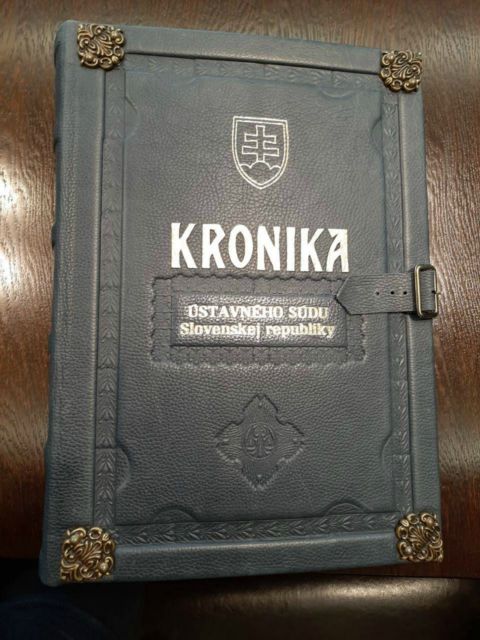 KRONIKA
ÚSTAVNÉHO SÚDU
Slovenskej republiky